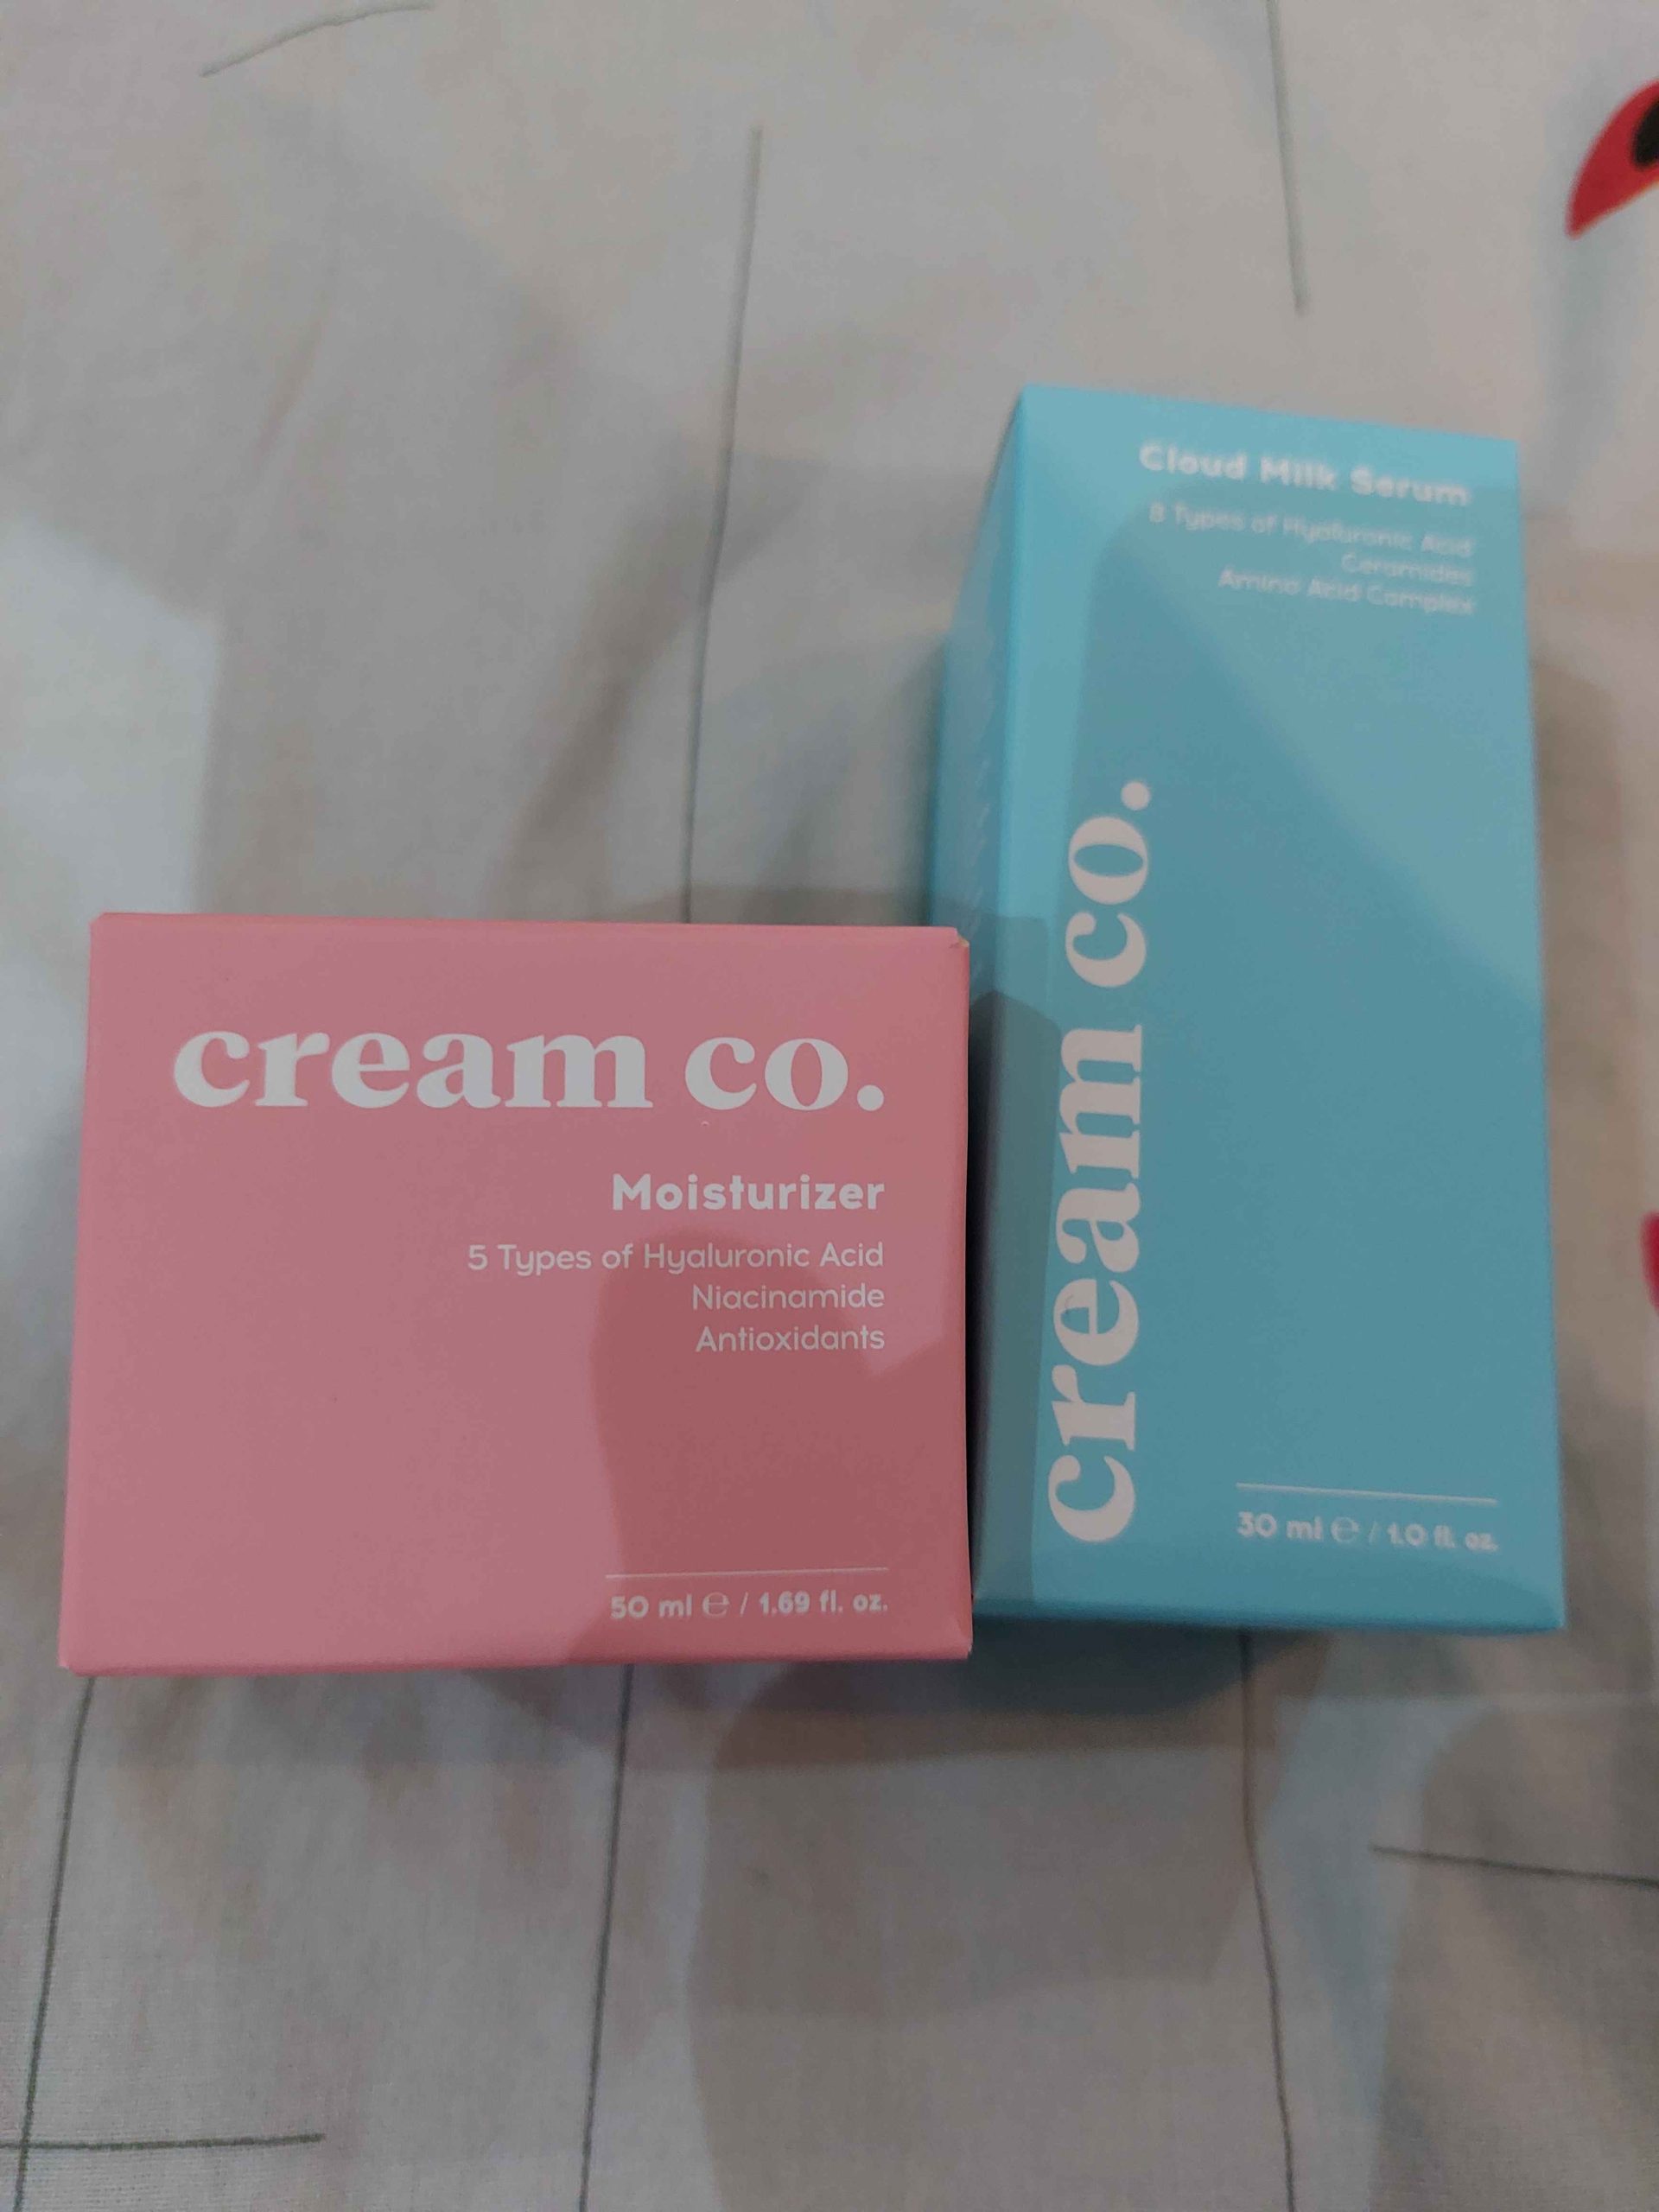 cream co.
Moisturizer
5 Types of Hyaluronic Acid
Niacinamide
Antioxidants
50 ml ℮ / 1.69 fl. oz.
Cloud Milk Serum
8 Types of Hyaluronic Acid
Ceramides
Amino Acid Complex
cream co.
30 ml ℮ / 1.0 fl. oz.